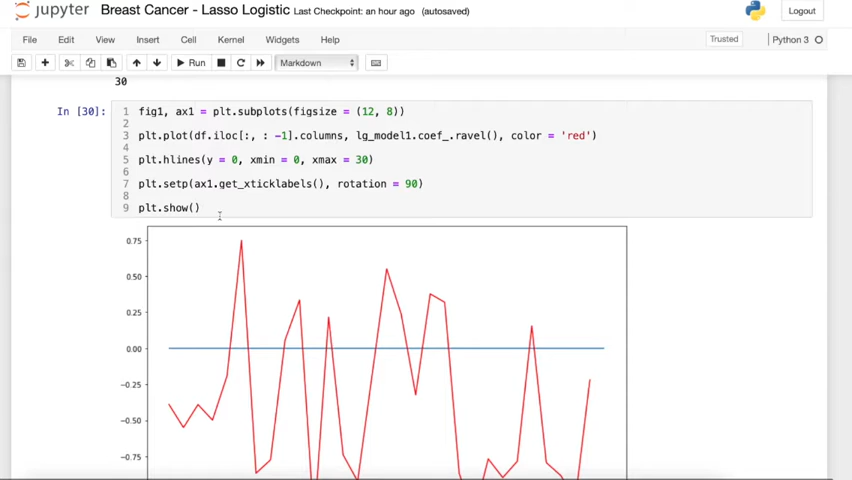 jupyter Breast Cancer - Lasso Logistic Last Checkpoint: an hour ago (autosaved) Logout
File Edit View Insert Cell Kernel Widgets Help Trusted Python 3
Run Markdown
30
In [30]:
1 fig1, ax1 = plt.subplots(figsize = (12, 8))
2
3 plt.plot(df.iloc[:, : -1].columns, lg_model1.coef_.ravel(), color = 'red')
4
5 plt.hlines(y = 0, xmin = 0, xmax = 30)
6
7 plt.setp(ax1.get_xticklabels(), rotation = 90)
8
9 plt.show()
0.75
0.50
0.25
0.00
−0.25
−0.50
−0.75